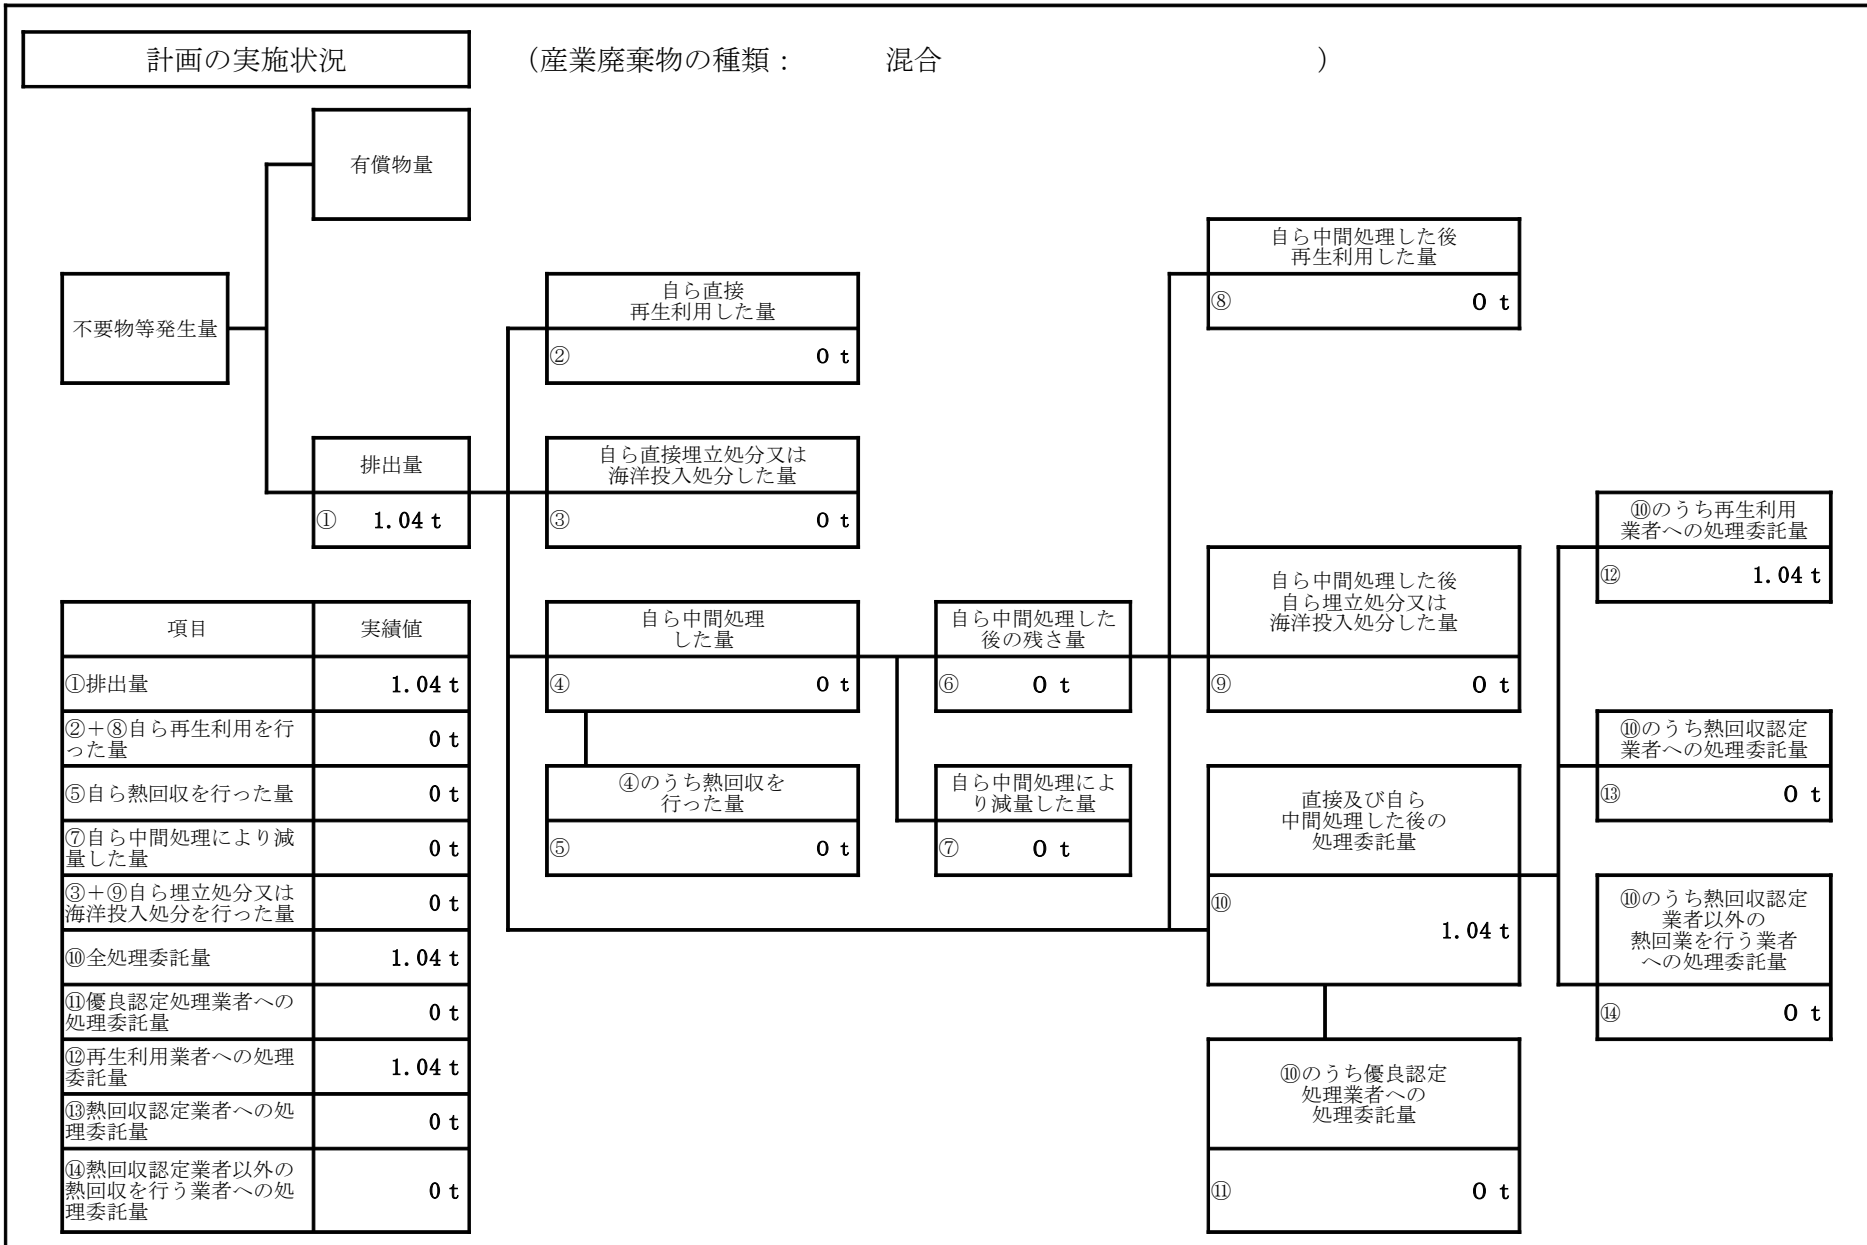 計画の実施状況
（産業廃棄物の種類： 混合 ）
有償物量
不要物等発生量
排出量
① 1.04 t
自ら直接
再生利用した量
② 0 t
自ら直接埋立処分又は
海洋投入処分した量
③ 0 t
自ら中間処理
した量
④ 0 t
④のうち熱回収を
行った量
⑤ 0 t
自ら中間処理した
後の残さ量
⑥ 0 t
自ら中間処理によ
り減量した量
⑦ 0 t
自ら中間処理した後
再生利用した量
⑧ 0 t
自ら中間処理した後
自ら埋立処分又は
海洋投入処分した量
⑨ 0 t
直接及び自ら
中間処理した後の
処理委託量
⑩
1.04 t
⑩のうち優良認定
処理業者への
処理委託量
⑪ 0 t
⑩のうち再生利用
業者への処理委託量
⑫ 1.04 t
⑩のうち熱回収認定
業者への処理委託量
⑬ 0 t
⑩のうち熱回収認定
業者以外の
熱回業を行う業者
への処理委託量
⑭ 0 t
項目 実績値
①排出量 1.04 t
②＋⑧自ら再生利用を行
った量 0 t
⑤自ら熱回収を行った量 0 t
⑦自ら中間処理により減
量した量 0 t
③＋⑨自ら埋立処分又は
海洋投入処分を行った量 0 t
⑩全処理委託量 1.04 t
⑪優良認定処理業者への
処理委託量 0 t
⑫再生利用業者への処理
委託量 1.04 t
⑬熱回収認定業者への処
理委託量 0 t
⑭熱回収認定業者以外の
熱回収を行う業者への処
理委託量 0 t